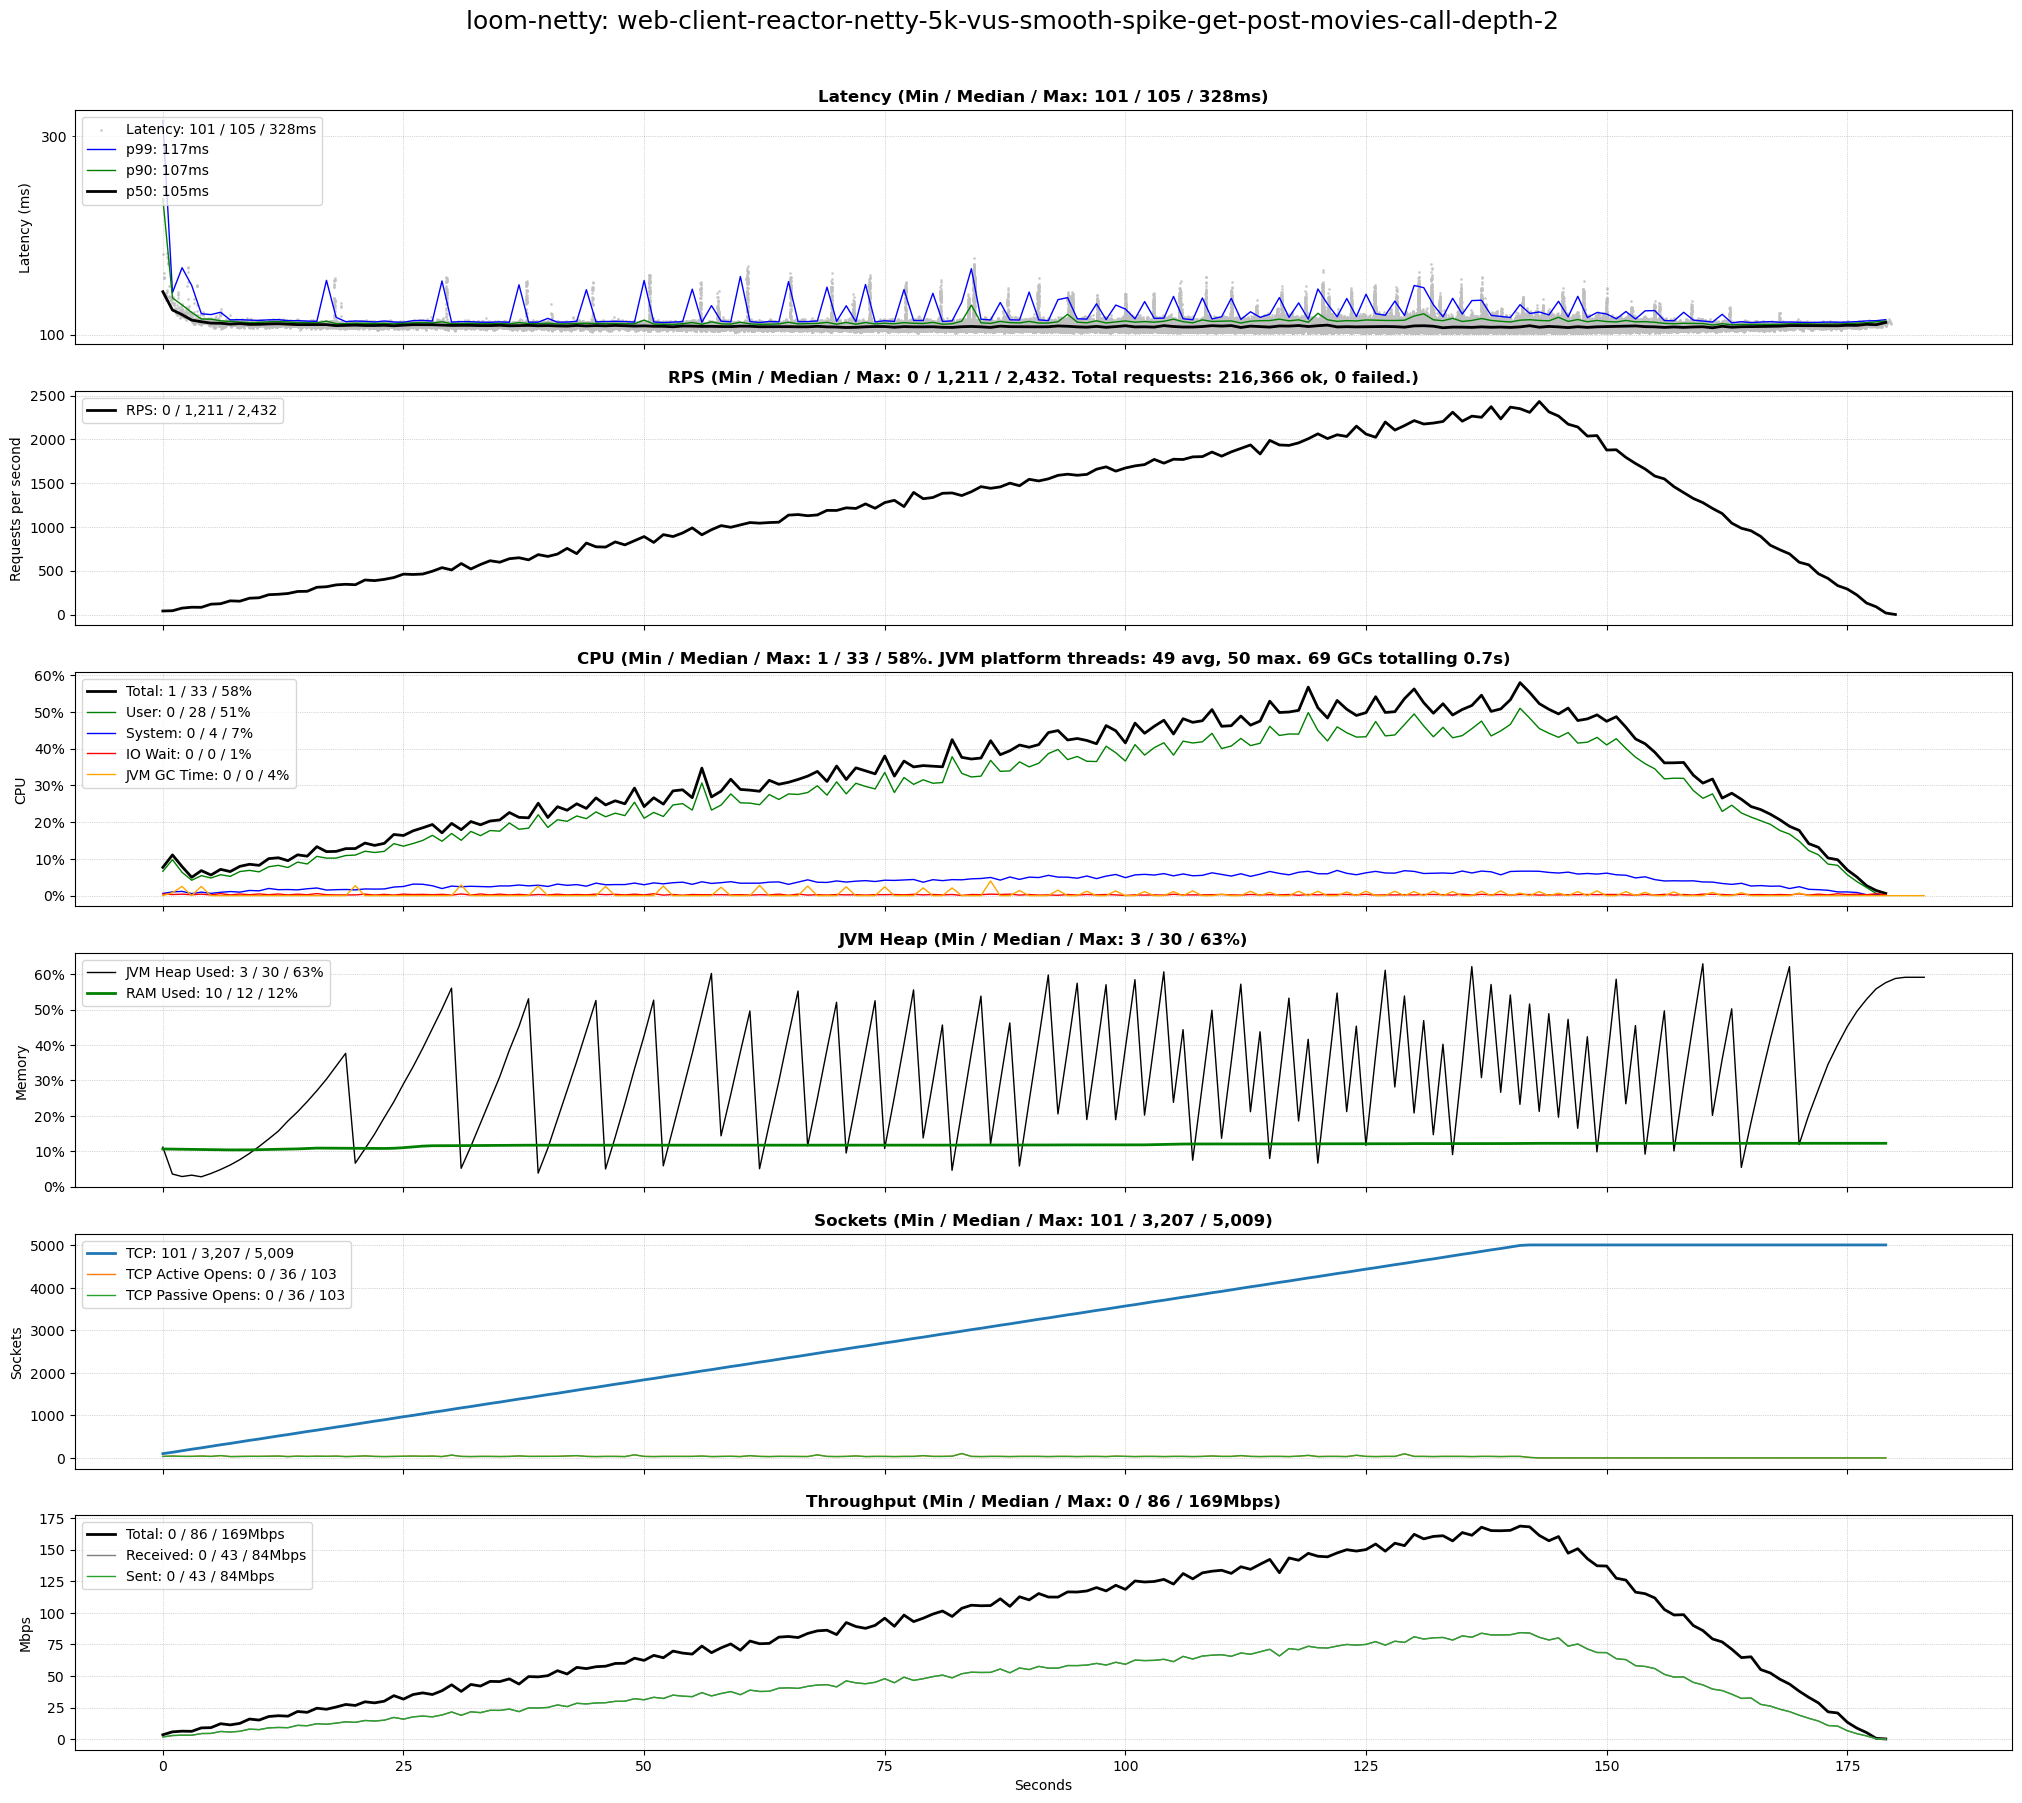 loom-netty: web-client-reactor-netty-5k-vus-smooth-spike-get-post-movies-call-depth-2
Latency (Min / Median / Max: 101 / 105 / 328ms)
Latency: 101 / 105 / 328ms
p99: 117ms
p90: 107ms
p50: 105ms
300
100
Latency (ms)
RPS (Min / Median / Max: 0 / 1,211 / 2,432. Total requests: 216,366 ok, 0 failed.)
RPS: 0 / 1,211 / 2,432
2500
2000
1500
1000
500
0
Requests per second
CPU (Min / Median / Max: 1 / 33 / 58%. JVM platform threads: 49 avg, 50 max. 69 GCs totalling 0.7s)
Total: 1 / 33 / 58%
User: 0 / 28 / 51%
System: 0 / 4 / 7%
IO Wait: 0 / 0 / 1%
JVM GC Time: 0 / 0 / 4%
60%
50%
40%
30%
20%
10%
0%
CPU
JVM Heap (Min / Median / Max: 3 / 30 / 63%)
JVM Heap Used: 3 / 30 / 63%
RAM Used: 10 / 12 / 12%
60%
50%
40%
30%
20%
10%
0%
Memory
Sockets (Min / Median / Max: 101 / 3,207 / 5,009)
TCP: 101 / 3,207 / 5,009
TCP Active Opens: 0 / 36 / 103
TCP Passive Opens: 0 / 36 / 103
5000
4000
3000
2000
1000
0
Sockets
Throughput (Min / Median / Max: 0 / 86 / 169Mbps)
Total: 0 / 86 / 169Mbps
Received: 0 / 43 / 84Mbps
Sent: 0 / 43 / 84Mbps
175
150
125
100
75
50
25
0
Mbps
0 25 50 75 100 125 150 175
Seconds